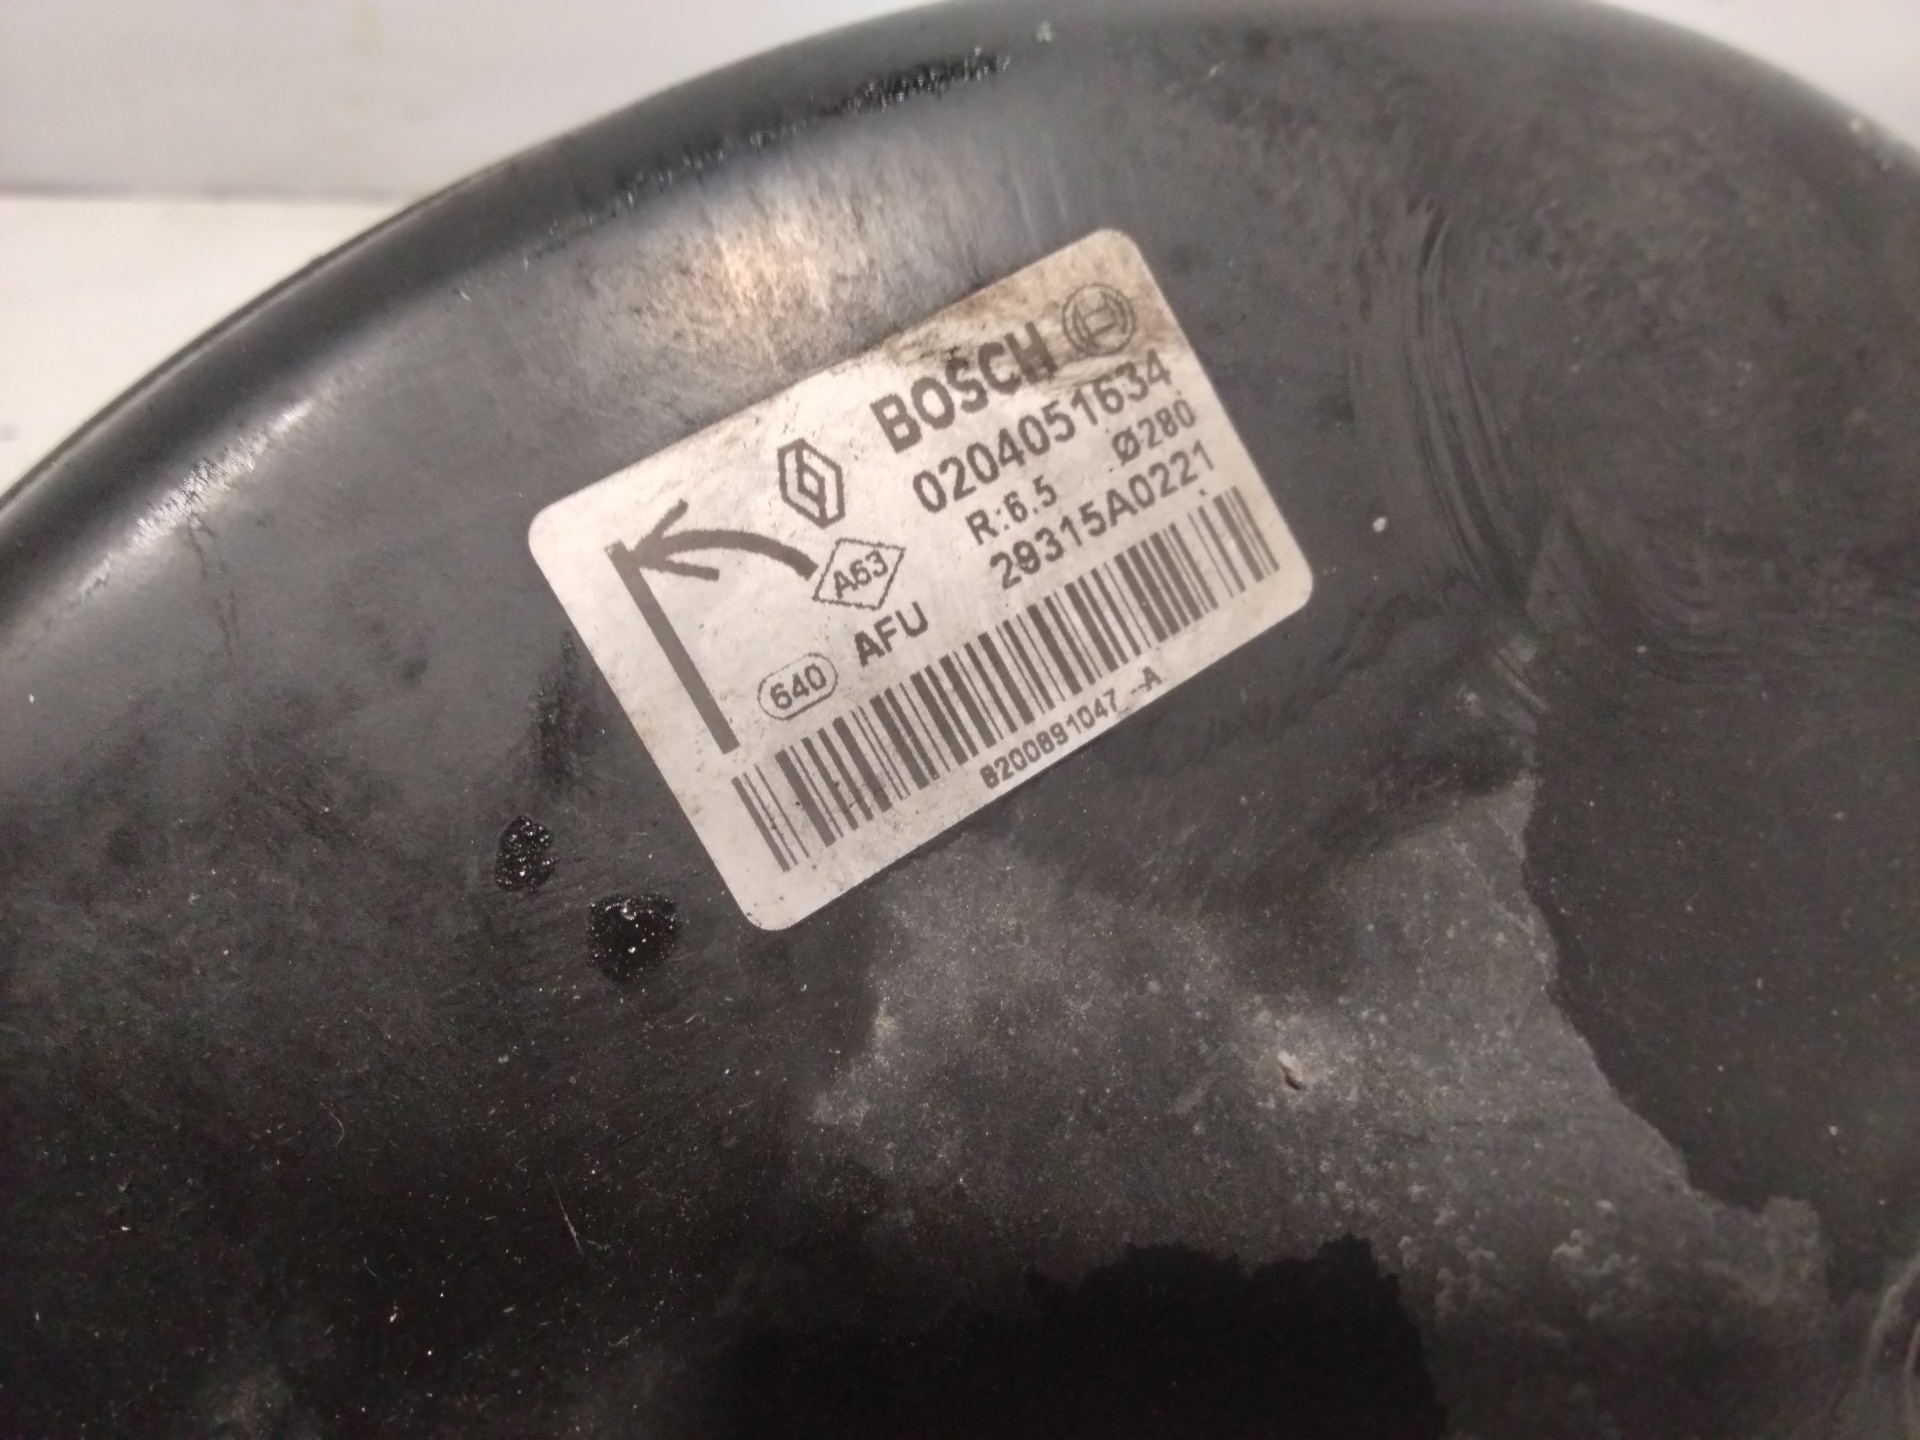 BOSCH
0204051634
R:6.5 Ø280
A63
29315A0221
640 AFU
8200891047 --A